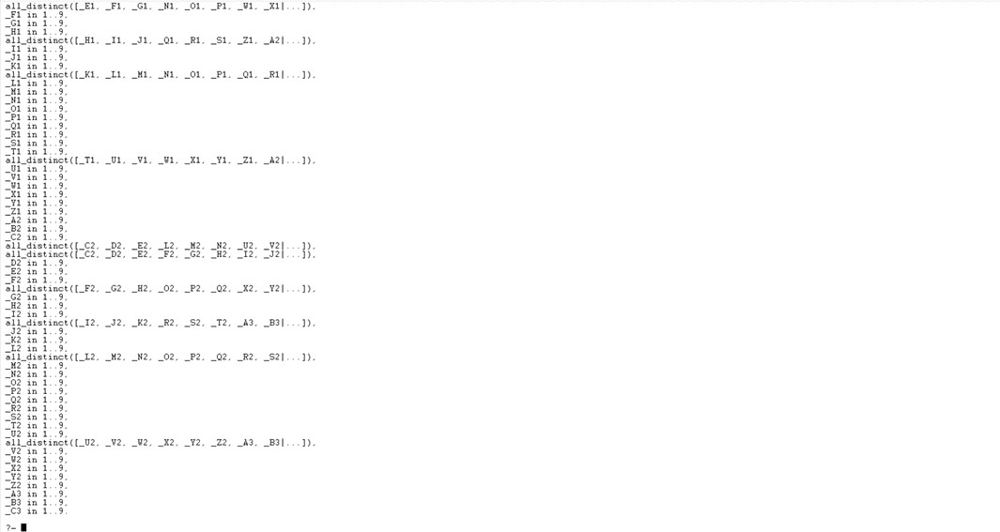 all_distinct([_E1, _F1, _G1, _N1, _O1, _P1, _W1, _X1|...]),
_F1 in 1..9,
_G1 in 1..9,
_H1 in 1..9,
all_distinct([_H1, _I1, _J1, _Q1, _R1, _S1, _Z1, _A2|...]),
_I1 in 1..9,
_J1 in 1..9,
_K1 in 1..9,
all_distinct([_K1, _L1, _M1, _N1, _O1, _P1, _Q1, _R1|...]),
_L1 in 1..9,
_M1 in 1..9,
_N1 in 1..9,
_O1 in 1..9,
_P1 in 1..9,
_Q1 in 1..9,
_R1 in 1..9,
_S1 in 1..9,
_T1 in 1..9,
all_distinct([_T1, _U1, _V1, _W1, _X1, _Y1, _Z1, _A2|...]),
_U1 in 1..9,
_V1 in 1..9,
_W1 in 1..9,
_X1 in 1..9,
_Y1 in 1..9,
_Z1 in 1..9,
_A2 in 1..9,
_B2 in 1..9,
_C2 in 1..9,
all_distinct([_C2, _D2, _E2, _L2, _M2, _N2, _U2, _V2|...]),
all_distinct([_C2, _D2, _E2, _F2, _G2, _H2, _I2, _J2|...]),
_D2 in 1..9,
_E2 in 1..9,
_F2 in 1..9,
all_distinct([_F2, _G2, _H2, _O2, _P2, _Q2, _X2, _Y2|...]),
_G2 in 1..9,
_H2 in 1..9,
_I2 in 1..9,
all_distinct([_I2, _J2, _K2, _R2, _S2, _T2, _A3, _B3|...]),
_J2 in 1..9,
_K2 in 1..9,
_L2 in 1..9,
all_distinct([_L2, _M2, _N2, _O2, _P2, _Q2, _R2, _S2|...]),
_M2 in 1..9,
_N2 in 1..9,
_O2 in 1..9,
_P2 in 1..9,
_Q2 in 1..9,
_R2 in 1..9,
_S2 in 1..9,
_T2 in 1..9,
_U2 in 1..9,
all_distinct([_U2, _V2, _W2, _X2, _Y2, _Z2, _A3, _B3|...]),
_V2 in 1..9,
_W2 in 1..9,
_X2 in 1..9,
_Y2 in 1..9,
_Z2 in 1..9,
_A3 in 1..9,
_B3 in 1..9,
_C3 in 1..9.
?-